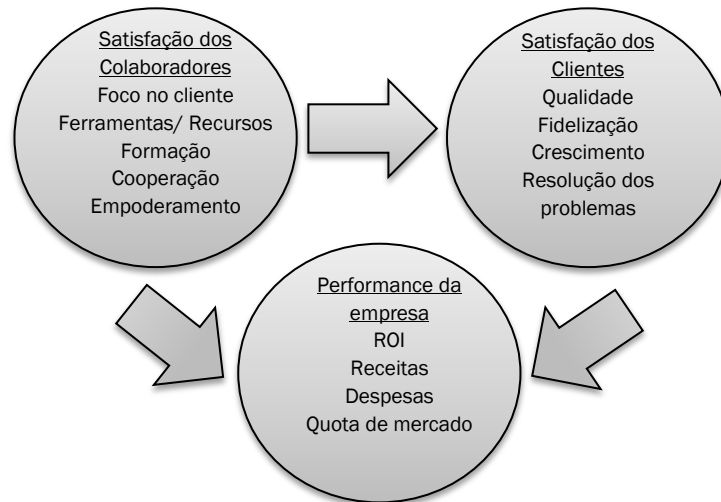 Satisfação dos
Colaboradores
Foco no cliente
Ferramentas/ Recursos
Formação
Cooperação
Empoderamento
Satisfação dos
Clientes
Qualidade
Fidelização
Crescimento
Resolução dos
problemas
Performance da
empresa
ROI
Receitas
Despesas
Quota de mercado